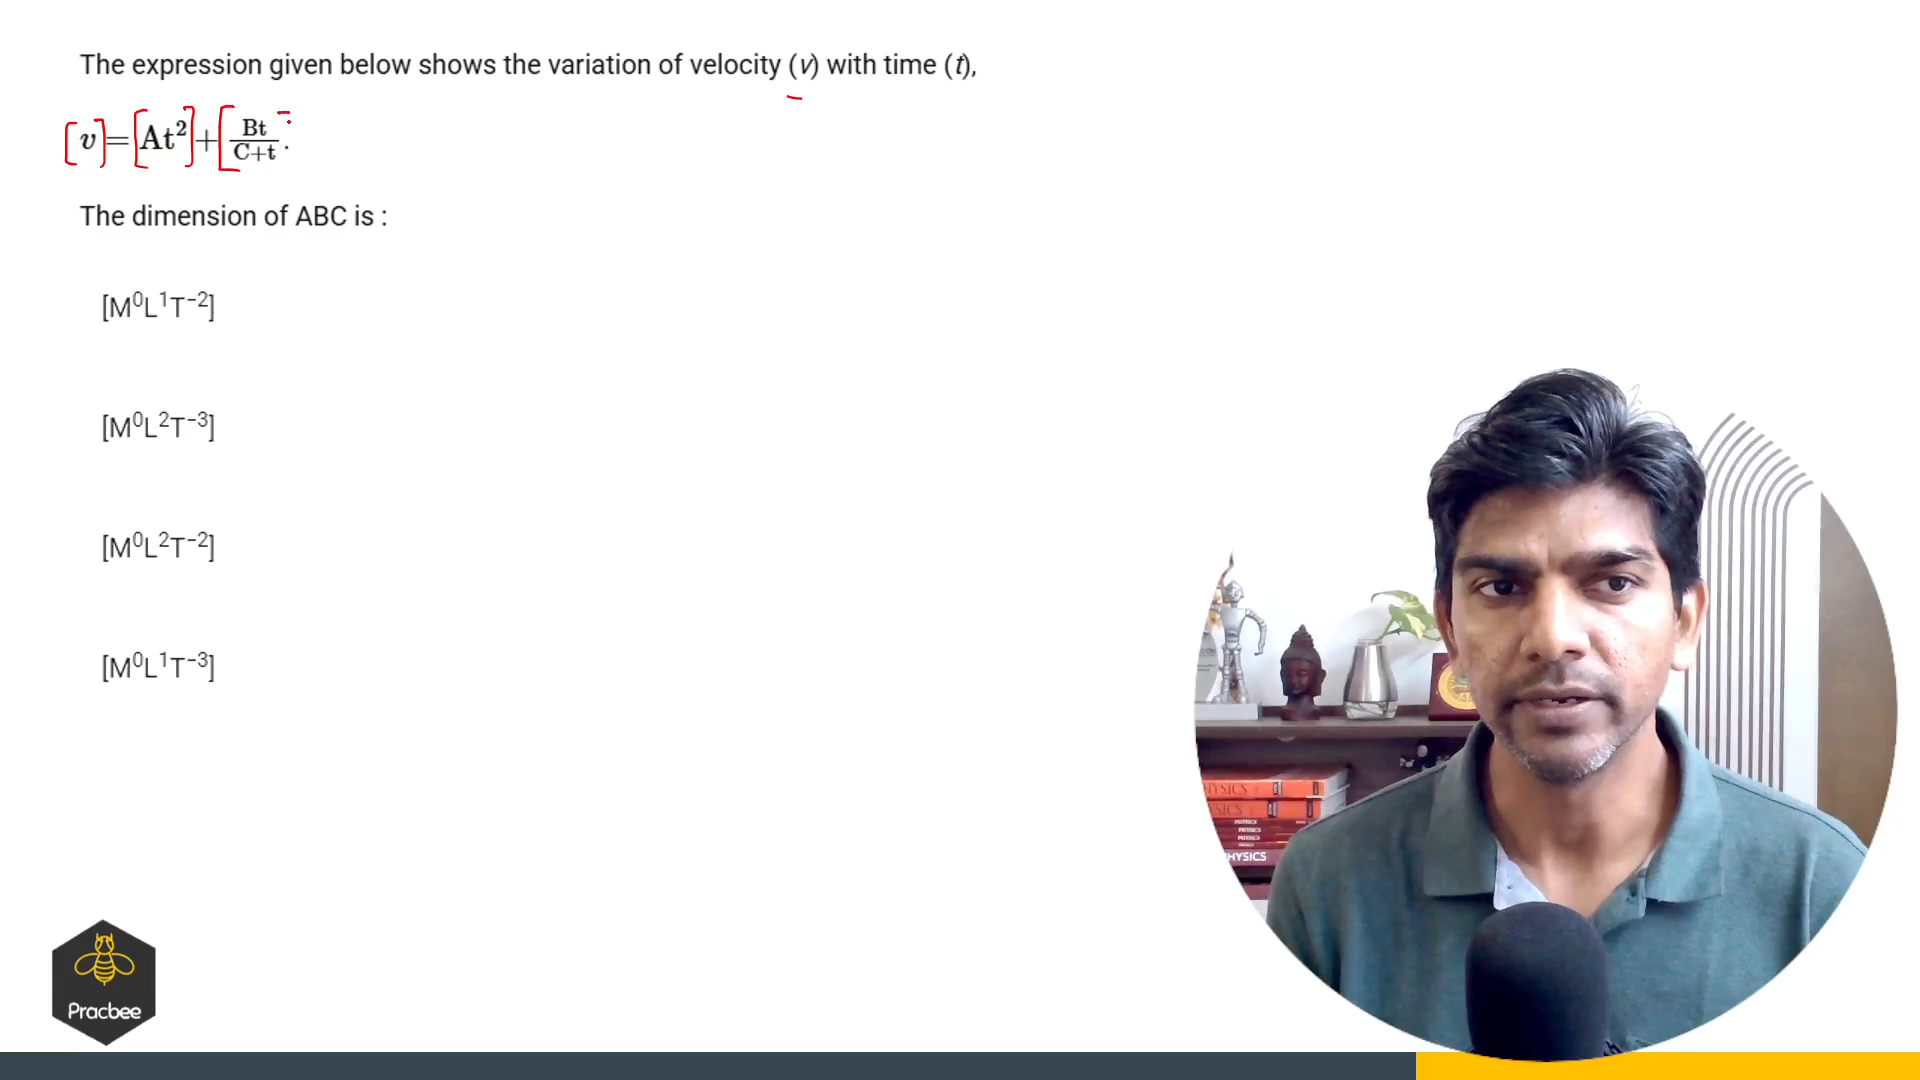 The expression given below shows the variation of velocity (v) with time (t),
[v]=[At²]+[Bt/C+t.
The dimension of ABC is :
[M⁰L¹T⁻²]
[M⁰L²T⁻³]
[M⁰L²T⁻²]
[M⁰L¹T⁻³]
PHYSICS
Pracbee